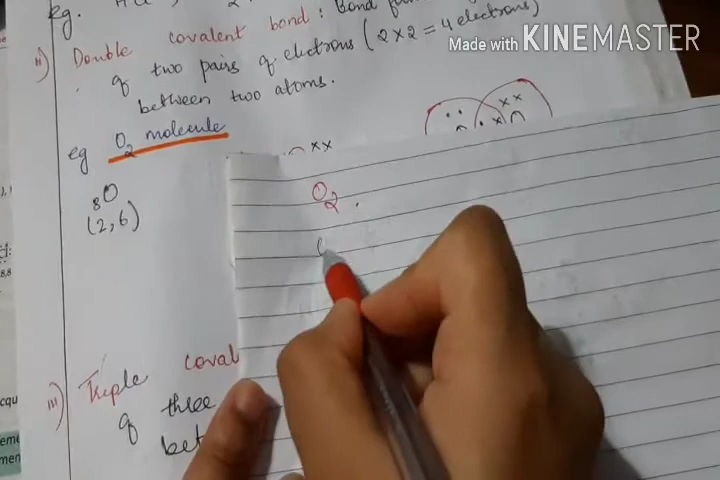 eg.
Made with KINEMASTER
ii) Double covalent bond : Bond
of two pairs of electrons (2×2 = 4 electrons)
between two atoms.
eg O2 molecule
8O
(2,6)
O2.
iii) Triple coval
of three
bet